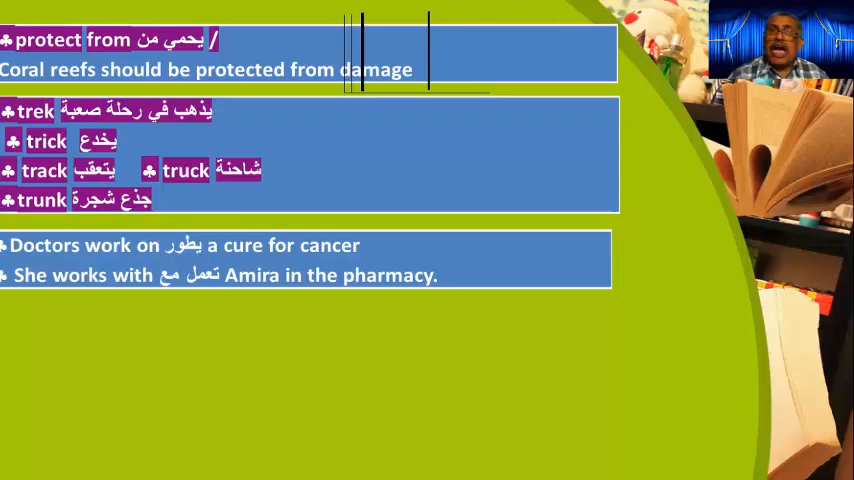 ♣protect from يحمي من /
Coral reefs should be protected from damage
♣trek يذهب في رحلة صعبة
♣ trick يخدع
♣ track يتعقب ♣ truck شاحنة
♣trunk جذع شجرة
♣Doctors work on يطور a cure for cancer
♣ She works with تعمل مع Amira in the pharmacy.